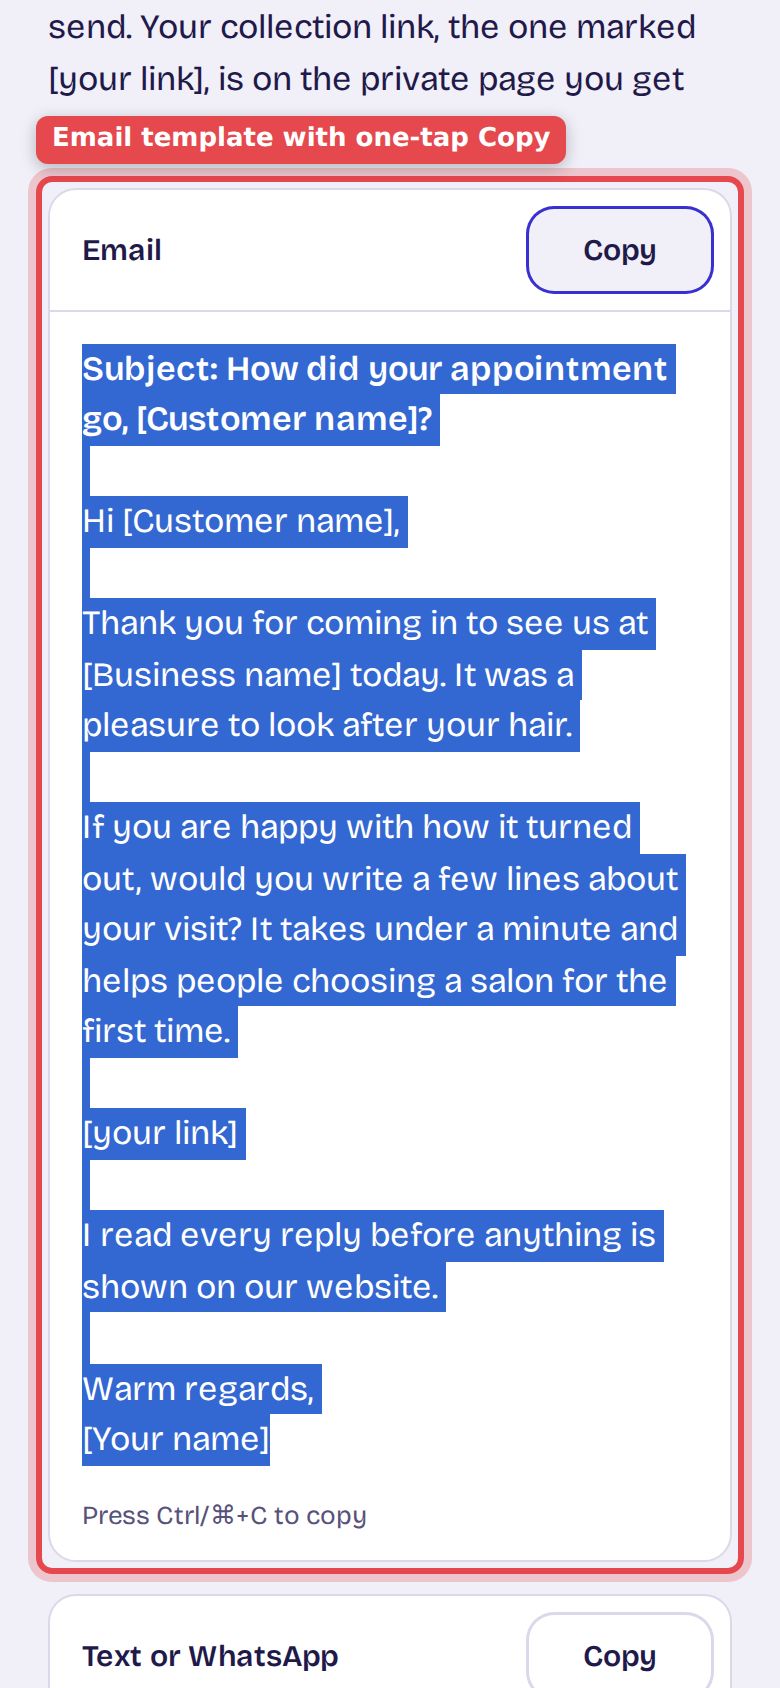 send. Your collection link, the one marked
[your link], is on the private page you get
Email template with one-tap Copy
Email
Copy
Subject: How did your appointment
go, [Customer name]?
Hi [Customer name],
Thank you for coming in to see us at
[Business name] today. It was a
pleasure to look after your hair.
If you are happy with how it turned
out, would you write a few lines about
your visit? It takes under a minute and
helps people choosing a salon for the
first time.
[your link]
I read every reply before anything is
shown on our website.
Warm regards,
[Your name]
Press Ctrl/⌘+C to copy
Text or WhatsApp
Copy